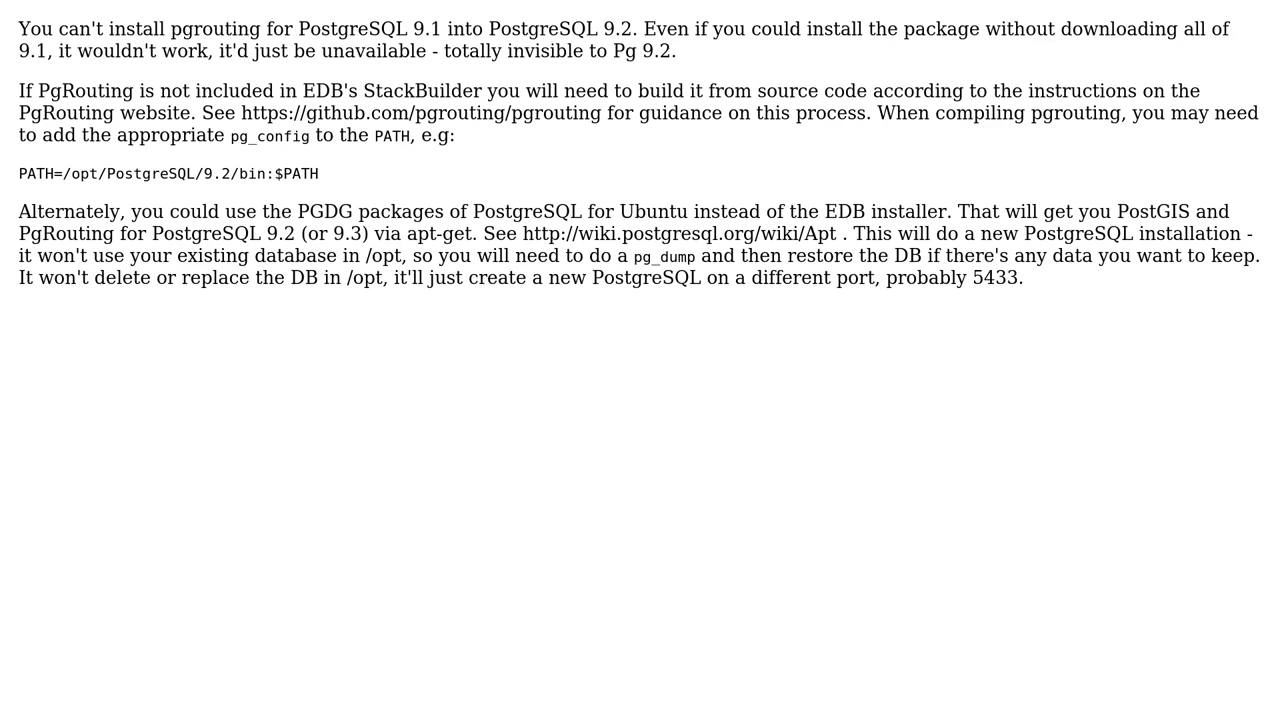 You can't install pgrouting for PostgreSQL 9.1 into PostgreSQL 9.2. Even if you could install the package without downloading all of
9.1, it wouldn't work, it'd just be unavailable - totally invisible to Pg 9.2.
If PgRouting is not included in EDB's StackBuilder you will need to build it from source code according to the instructions on the
PgRouting website. See https://github.com/pgrouting/pgrouting for guidance on this process. When compiling pgrouting, you may need
to add the appropriate pg_config to the PATH, e.g:
PATH=/opt/PostgreSQL/9.2/bin:$PATH
Alternately, you could use the PGDG packages of PostgreSQL for Ubuntu instead of the EDB installer. That will get you PostGIS and
PgRouting for PostgreSQL 9.2 (or 9.3) via apt-get. See http://wiki.postgresql.org/wiki/Apt . This will do a new PostgreSQL installation -
it won't use your existing database in /opt, so you will need to do a pg_dump and then restore the DB if there's any data you want to keep.
It won't delete or replace the DB in /opt, it'll just create a new PostgreSQL on a different port, probably 5433.